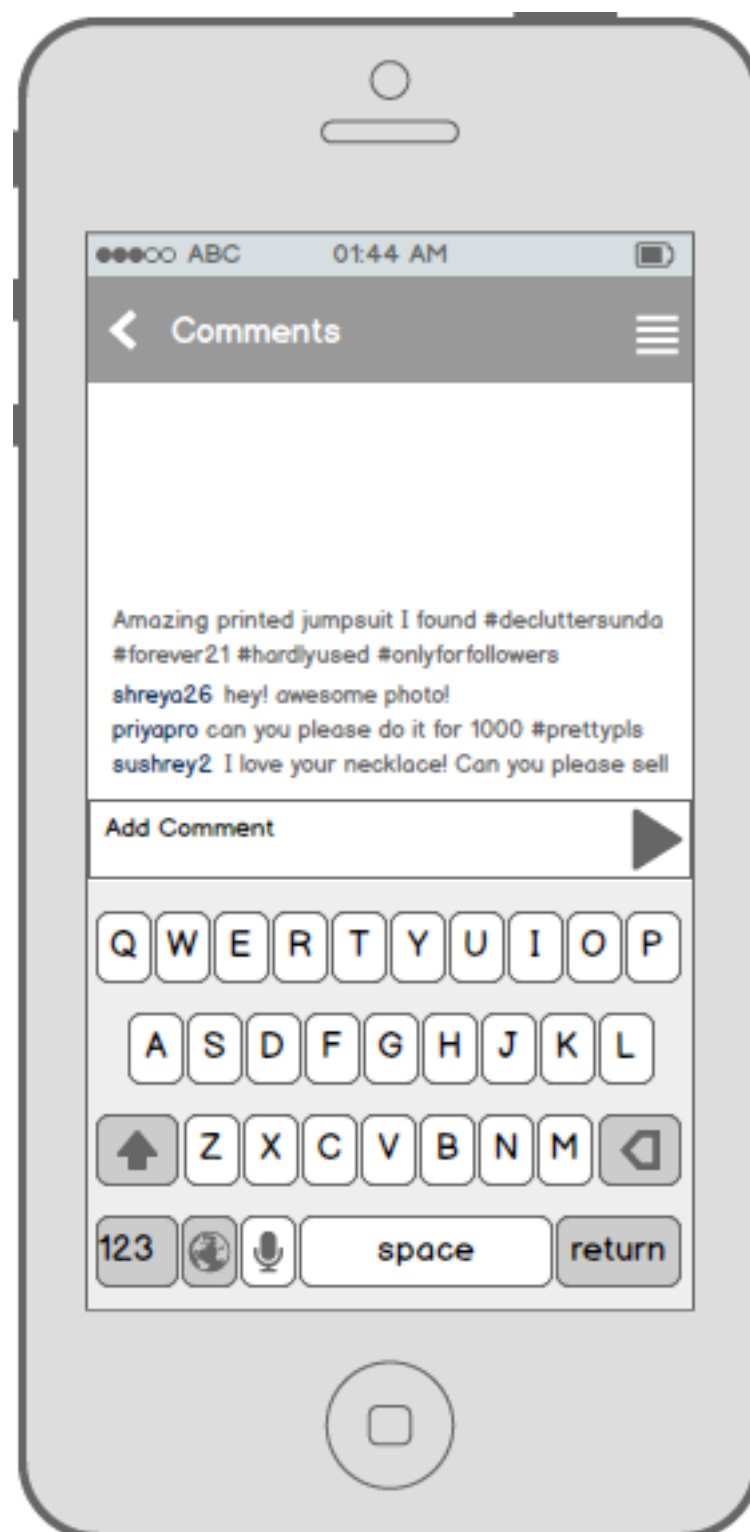 ABC 01:44 AM
Comments
Amazing printed jumpsuit I found #decluttersunda
#forever21 #hardlyused #onlyforfollowers
shreya26 hey! awesome photo!
priyapro can you please do it for 1000 #prettypls
sushrey2 I love your necklace! Can you please sell
Add Comment
Q W E R T Y U I O P
A S D F G H J K L
Z X C V B N M
123 space return